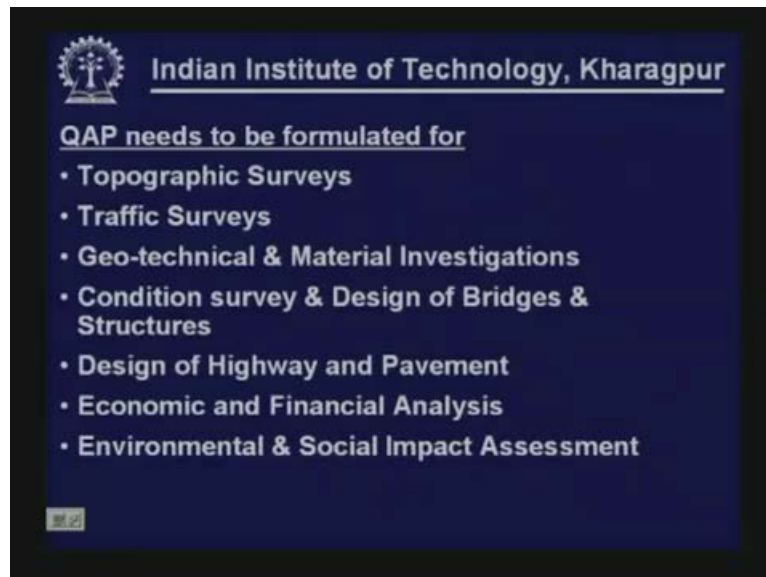 Indian Institute of Technology, Kharagpur
QAP needs to be formulated for
• Topographic Surveys
• Traffic Surveys
• Geo-technical & Material Investigations
• Condition survey & Design of Bridges &
Structures
• Design of Highway and Pavement
• Economic and Financial Analysis
• Environmental & Social Impact Assessment